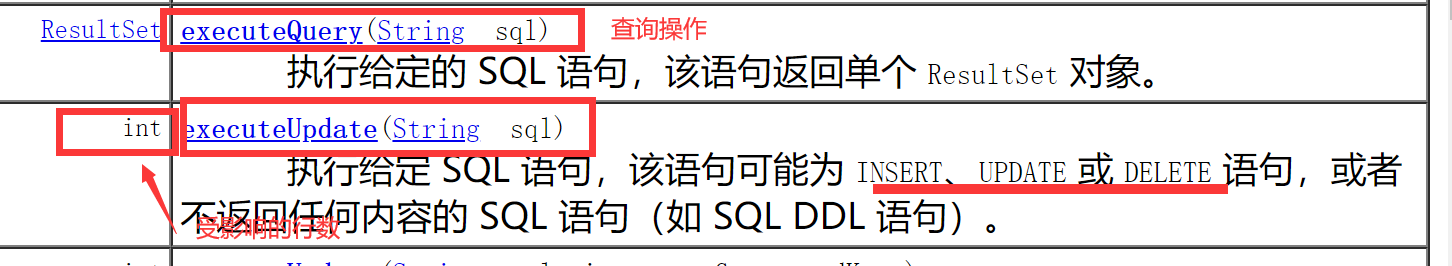 ResultSet executeQuery(String sql) 查询操作
执行给定的 SQL 语句，该语句返回单个 ResultSet 对象。
int executeUpdate(String sql)
执行给定 SQL 语句，该语句可能为 INSERT、UPDATE 或 DELETE 语句，或者
不返回任何内容的 SQL 语句（如 SQL DDL 语句）。
受影响的行数